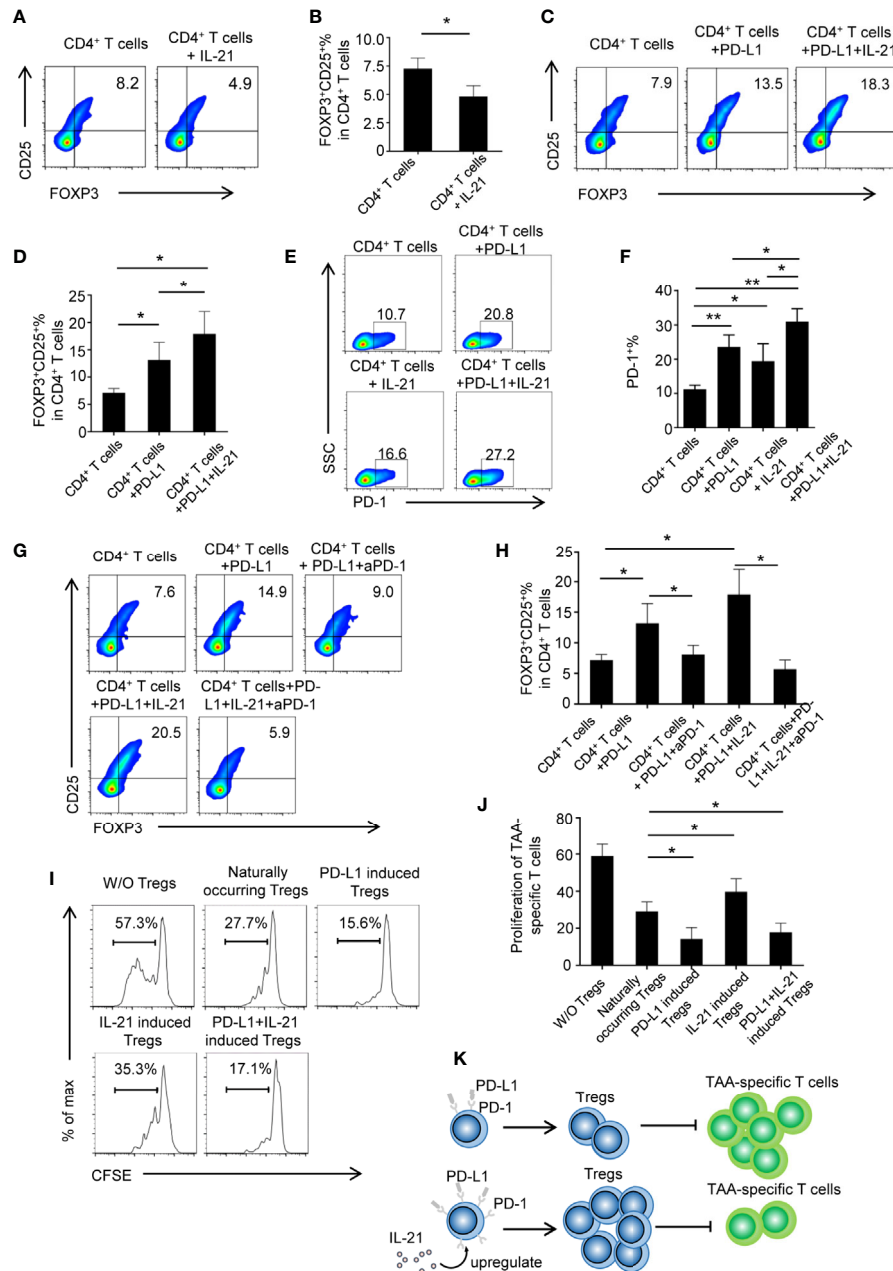 A
CD4⁺ T cells
CD4⁺ T cells
+ IL-21
8.2
4.9
CD25
FOXP3
B
*
FOXP3⁺CD25⁺%
in CD4⁺ T cells
10.0
7.5
5.0
2.5
0.0
CD4⁺ T cells
CD4⁺ T cells
+ IL-21
C
CD4⁺ T cells
CD4⁺ T cells
+PD-L1
CD4⁺ T cells
+PD-L1+IL-21
7.9
13.5
18.3
CD25
FOXP3
D
*
*
*
FOXP3⁺CD25⁺%
in CD4⁺ T cells
25
20
15
10
5
0
CD4⁺ T cells
CD4⁺ T cells
+PD-L1
CD4⁺ T cells
+PD-L1+IL-21
E
CD4⁺ T cells
CD4⁺ T cells
+PD-L1
10.7
20.8
CD4⁺ T cells
+ IL-21
CD4⁺ T cells
+PD-L1+IL-21
16.6
27.2
SSC
PD-1
F
*
*
**
*
**
PD-1⁺%
40
30
20
10
0
CD4⁺ T cells
CD4⁺ T cells
+PD-L1
CD4⁺ T cells
+ IL-21
CD4⁺ T cells
+PD-L1+IL-21
G
CD4⁺ T cells
CD4⁺ T cells
+PD-L1
CD4⁺ T cells
+ PD-L1+aPD-1
7.6
14.9
9.0
CD4⁺ T cells
+PD-L1+IL-21
CD4⁺ T cells+PD-
L1+IL-21+aPD-1
20.5
5.9
CD25
FOXP3
H
*
*
*
*
FOXP3⁺CD25⁺%
in CD4⁺ T cells
25
20
15
10
5
0
CD4⁺ T cells
CD4⁺ T cells
+PD-L1
CD4⁺ T cells
+ PD-L1+aPD-1
CD4⁺ T cells
+PD-L1+IL-21
CD4⁺ T cells+PD-
L1+IL-21+aPD-1
I
W/O Tregs
Naturally
occurring Tregs
PD-L1 induced
Tregs
57.3%
27.7%
15.6%
IL-21 induced
Tregs
PD-L1+IL-21
induced Tregs
35.3%
17.1%
% of max
CFSE
J
*
*
*
Proliferation of TAA-
specific T cells
80
60
40
20
0
W/O Tregs
Naturally
occurring Tregs
PD-L1 induced
Tregs
IL-21 induced
Tregs
PD-L1+IL-21
induced Tregs
K
PD-L1
PD-1
Tregs
TAA-specific T cells
PD-L1
PD-1
Tregs
TAA-specific T cells
IL-21
upregulate